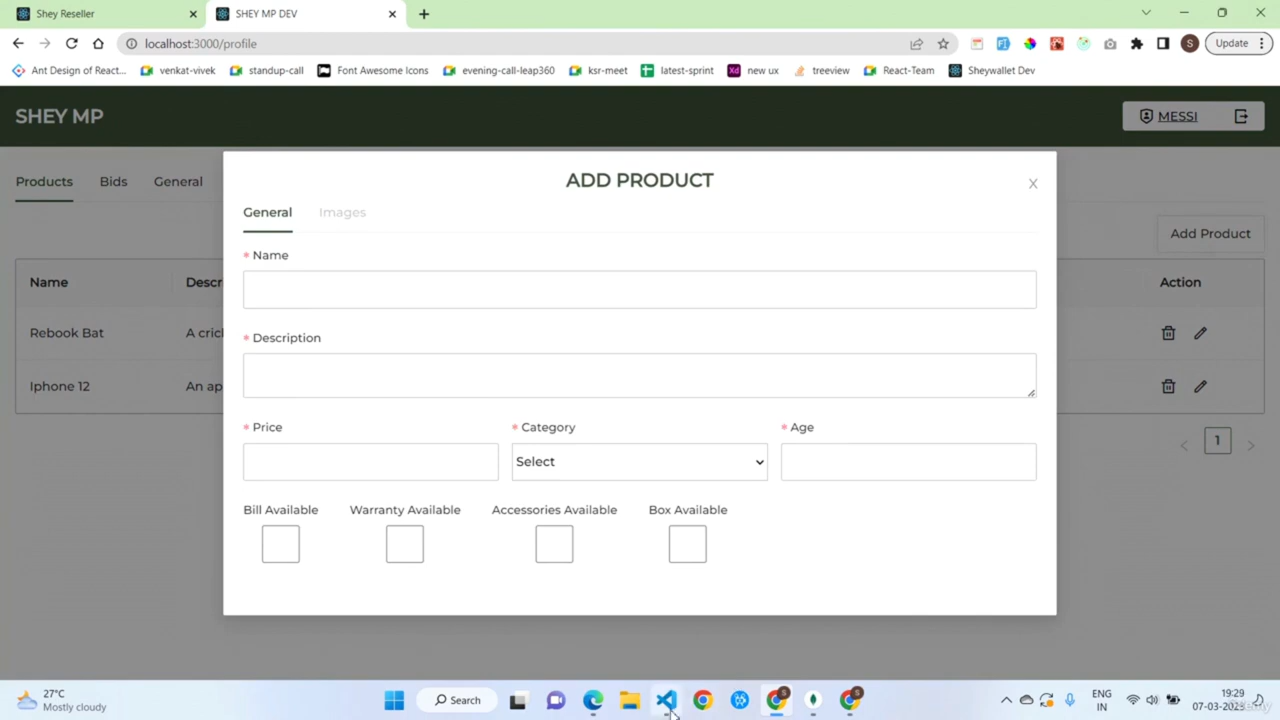 Shey Reseller
SHEY MP DEV
localhost:3000/profile
Update
Ant Design of React...
venkat-vivek
standup-call
Font Awesome Icons
evening-call-leap360
ksr-meet
latest-sprint
new ux
treeview
React-Team
Sheywallet Dev
SHEY MP
MESSI
Products
Bids
General
ADD PRODUCT
X
General
Images
Add Product
* Name
Name
Descr
Action
Rebook Bat
A cric
* Description
Iphone 12
An ap
* Price
* Category
* Age
Select
1
Bill Available
Warranty Available
Accessories Available
Box Available
27°C
Mostly cloudy
Search
ENG
IN
19:29